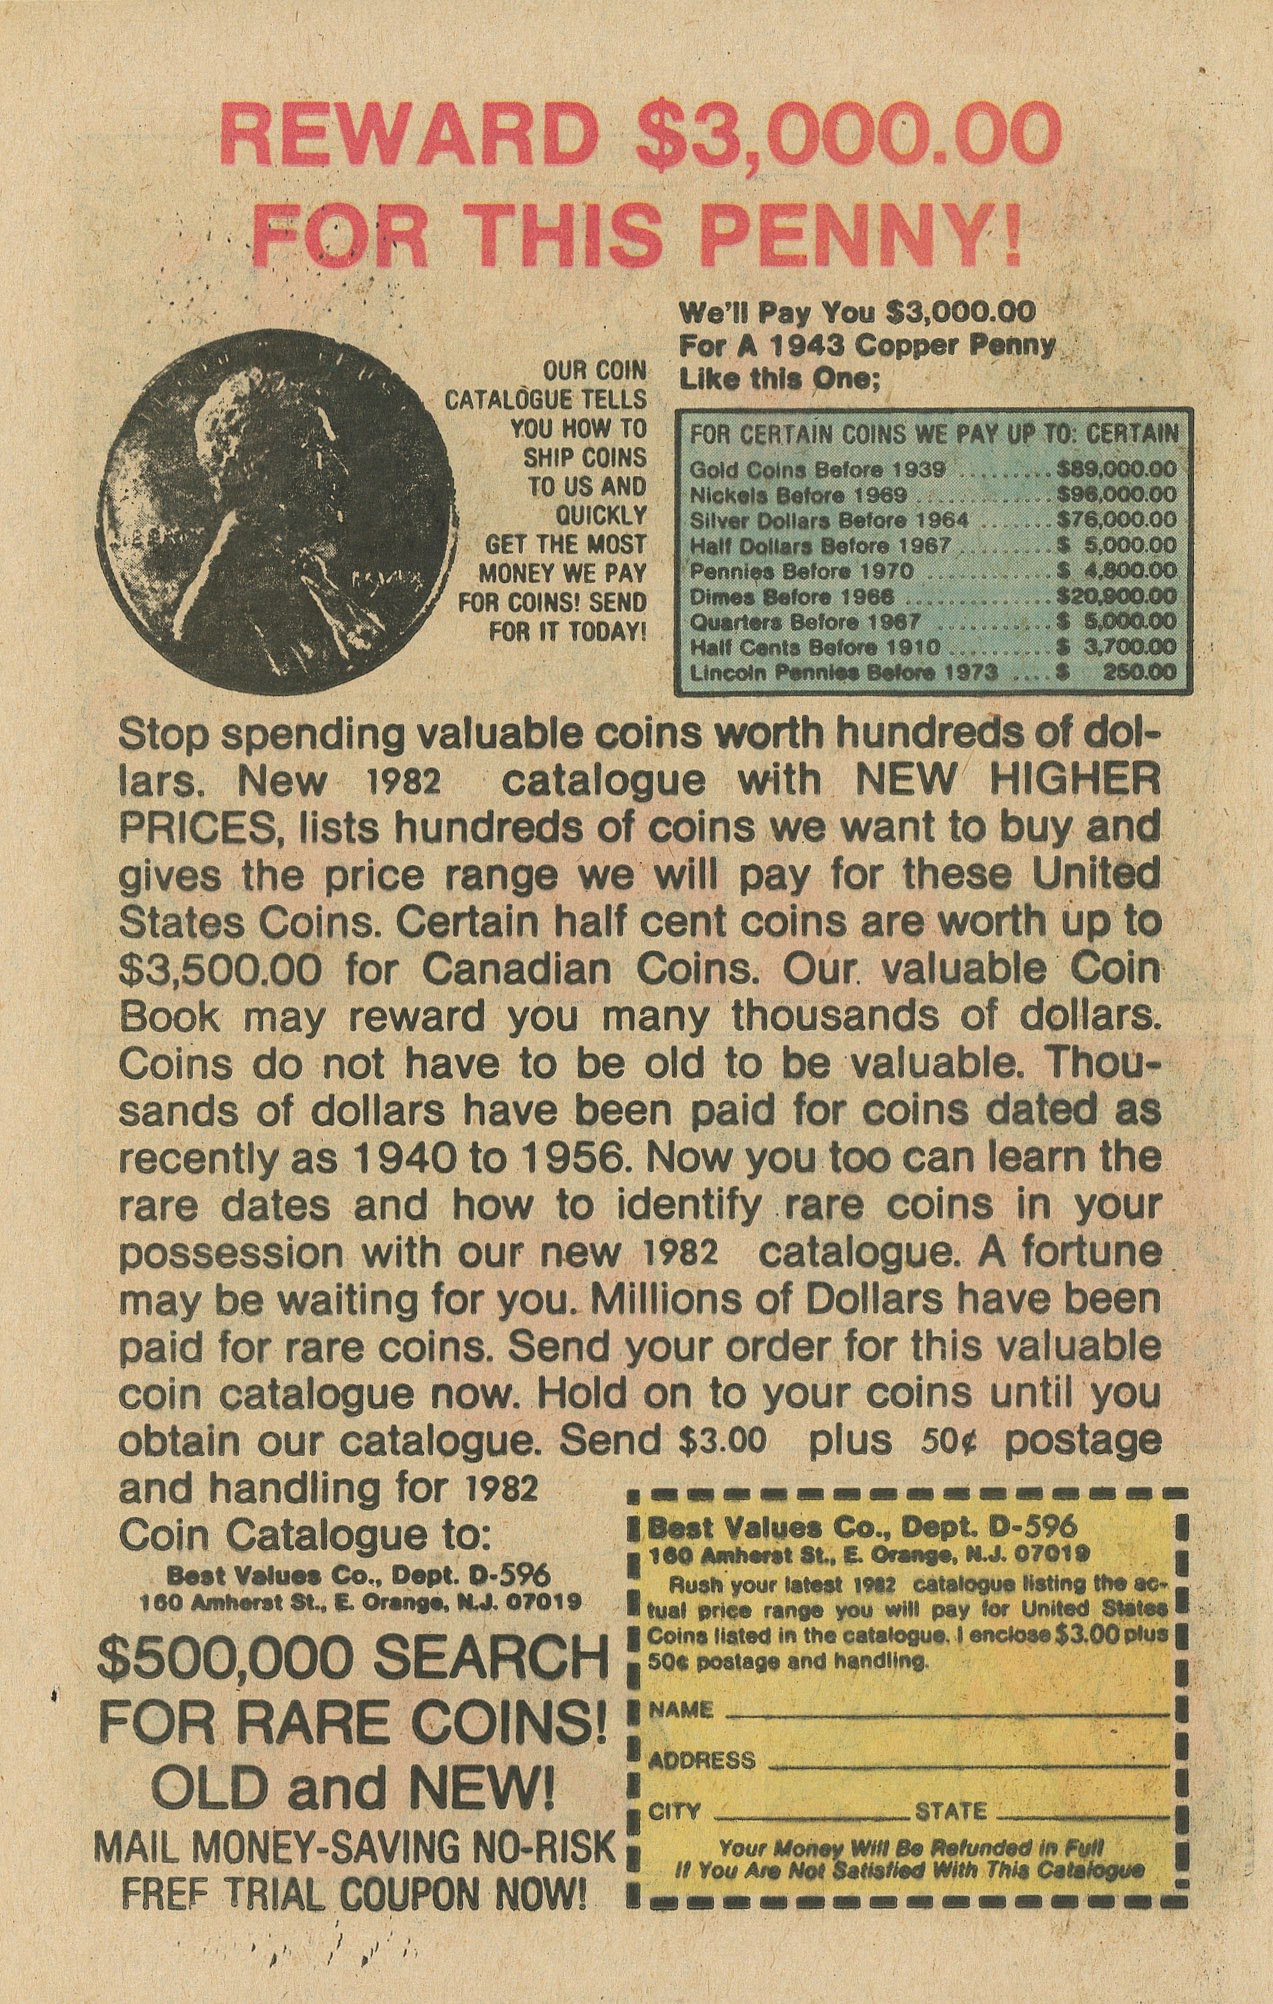 REWARD $3,000.00
FOR THIS PENNY!
We'll Pay You $3,000.00
For A 1943 Copper Penny
Like this One;
OUR COIN
CATALOGUE TELLS
YOU HOW TO
SHIP COINS
TO US AND
QUICKLY
GET THE MOST
MONEY WE PAY
FOR COINS! SEND
FOR IT TODAY!
FOR CERTAIN COINS WE PAY UP TO: CERTAIN
Gold Coins Before 1939 .......... $89,000.00
Nickels Before 1969 .............. $96,000.00
Silver Dollars Before 1964 ....... $76,000.00
Half Dollars Before 1967 .......... $ 5,000.00
Pennies Before 1970 ............. $ 4,800.00
Dimes Before 1966 ............... $20,900.00
Quarters Before 1967 ........... $ 5,000.00
Half Cents Before 1910 .......... $ 3,700.00
Lincoln Pennies Before 1973 .... $ 250.00
LIBERTY
Stop spending valuable coins worth hundreds of dol-
lars. New 1982 catalogue with NEW HIGHER
PRICES, lists hundreds of coins we want to buy and
gives the price range we will pay for these United
States Coins. Certain half cent coins are worth up to
$3,500.00 for Canadian Coins. Our valuable Coin
Book may reward you many thousands of dollars.
Coins do not have to be old to be valuable. Thou-
sands of dollars have been paid for coins dated as
recently as 1940 to 1956. Now you too can learn the
rare dates and how to identify rare coins in your
possession with our new 1982 catalogue. A fortune
may be waiting for you. Millions of Dollars have been
paid for rare coins. Send your order for this valuable
coin catalogue now. Hold on to your coins until you
obtain our catalogue. Send $3.00 plus 50¢ postage
and handling for 1982
Coin Catalogue to:
Best Values Co., Dept. D-596
160 Amherst St., E. Orange, N.J. 07019
$500,000 SEARCH
FOR RARE COINS!
OLD and NEW!
MAIL MONEY-SAVING NO-RISK
FREE TRIAL COUPON NOW!
Best Values Co., Dept. D-596
160 Amherst St., E. Orange, N.J. 07019
Rush your latest 1982 catalogue listing the ac-
tual price range you will pay for United States
Coins listed in the catalogue. I enclose $3.00 plus
50¢ postage and handling.
NAME
ADDRESS
CITY STATE
Your Money Will Be Refunded in Full
If You Are Not Satisfied With This Catalogue